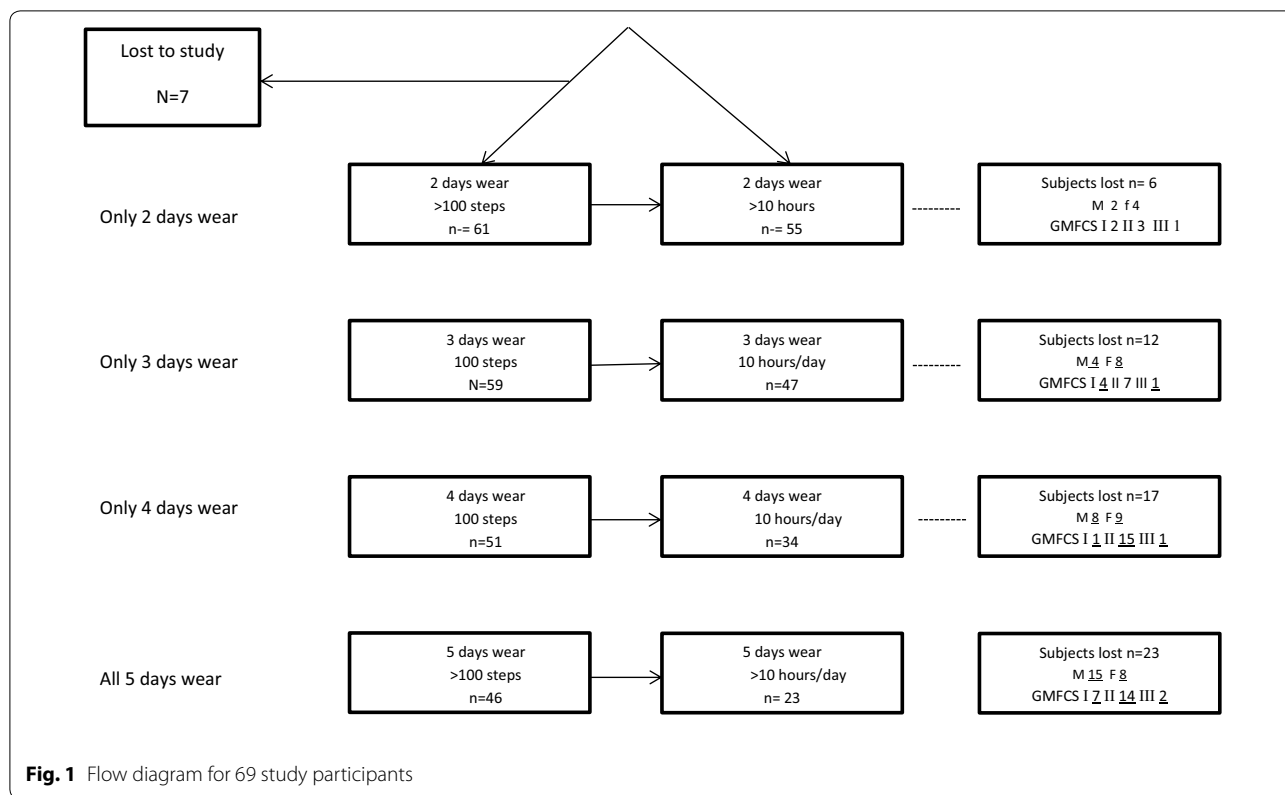 Lost to study
N=7
Only 2 days wear
2 days wear
>100 steps
n-= 61
2 days wear
>10 hours
n-= 55
Subjects lost n= 6
M 2 f 4
GMFCS I 2 II 3 III 1
Only 3 days wear
3 days wear
100 steps
N=59
3 days wear
10 hours/day
n=47
Subjects lost n=12
M 4 F 8
GMFCS I 4 II 7 III 1
Only 4 days wear
4 days wear
100 steps
n=51
4 days wear
10 hours/day
n=34
Subjects lost n=17
M 8 F 9
GMFCS I 1 II 15 III 1
All 5 days wear
5 days wear
>100 steps
n=46
5 days wear
>10 hours/day
n= 23
Subjects lost n=23
M 15 F 8
GMFCS I 7 II 14 III 2
Fig. 1 Flow diagram for 69 study participants